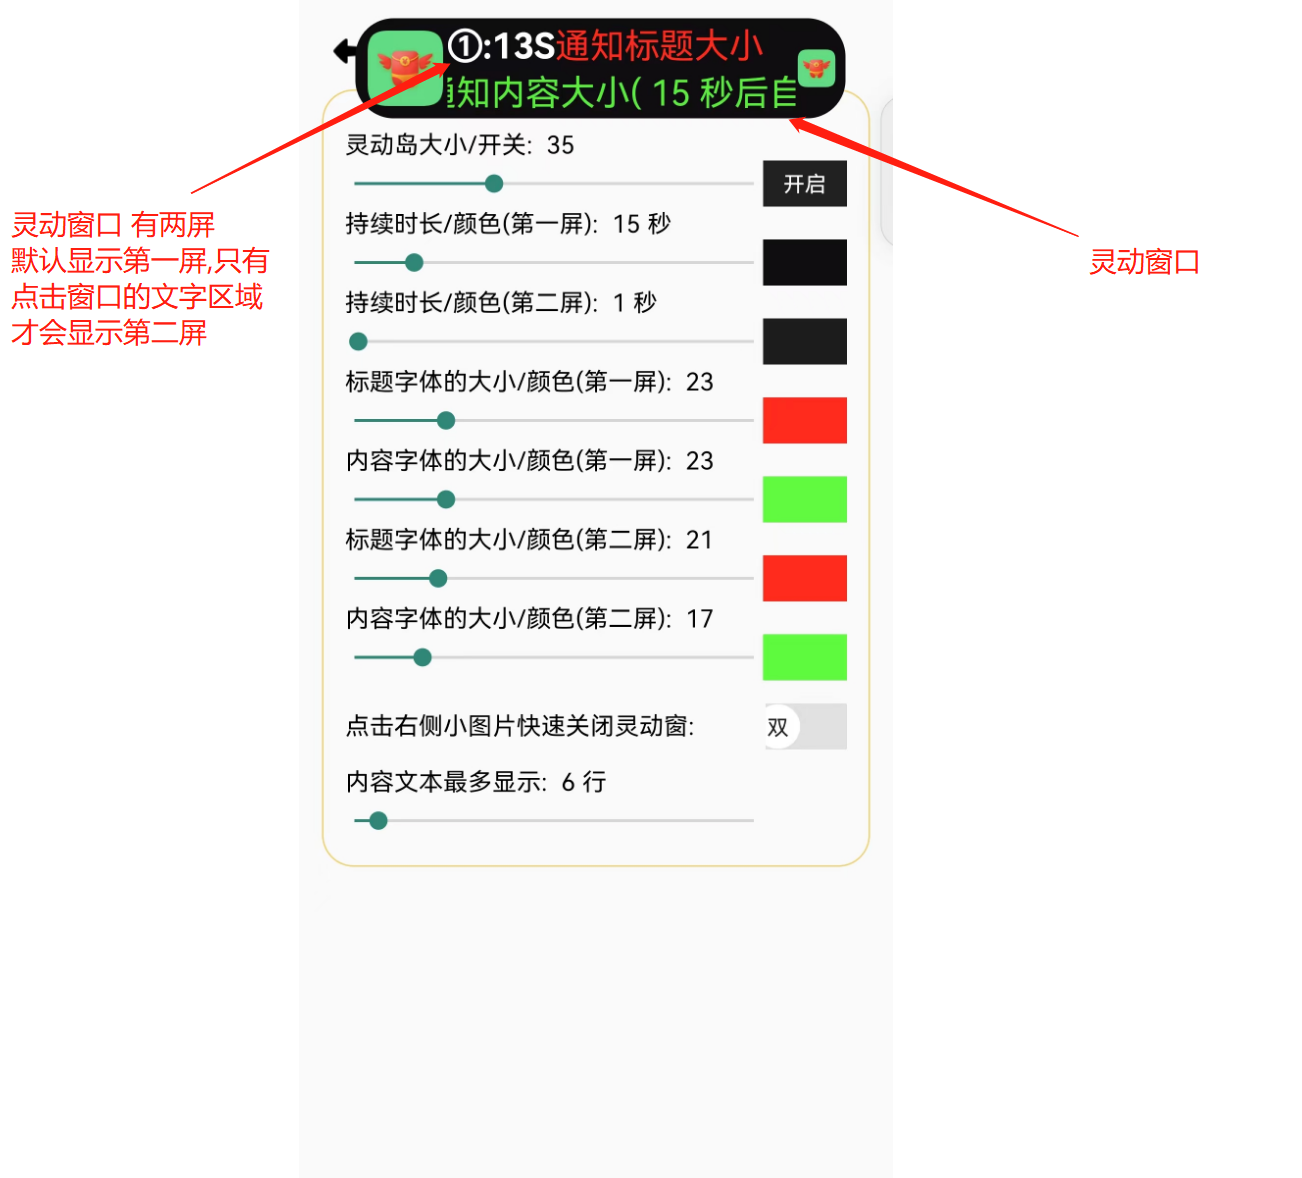 ①:13S通知标题大小
通知内容大小( 15 秒后自
灵动岛大小/开关: 35
开启
持续时长/颜色(第一屏): 15 秒
持续时长/颜色(第二屏): 1 秒
标题字体的大小/颜色(第一屏): 23
内容字体的大小/颜色(第一屏): 23
标题字体的大小/颜色(第二屏): 21
内容字体的大小/颜色(第二屏): 17
点击右侧小图片快速关闭灵动窗:
双
内容文本最多显示: 6 行
灵动窗口 有两屏
默认显示第一屏,只有
点击窗口的文字区域
才会显示第二屏
灵动窗口